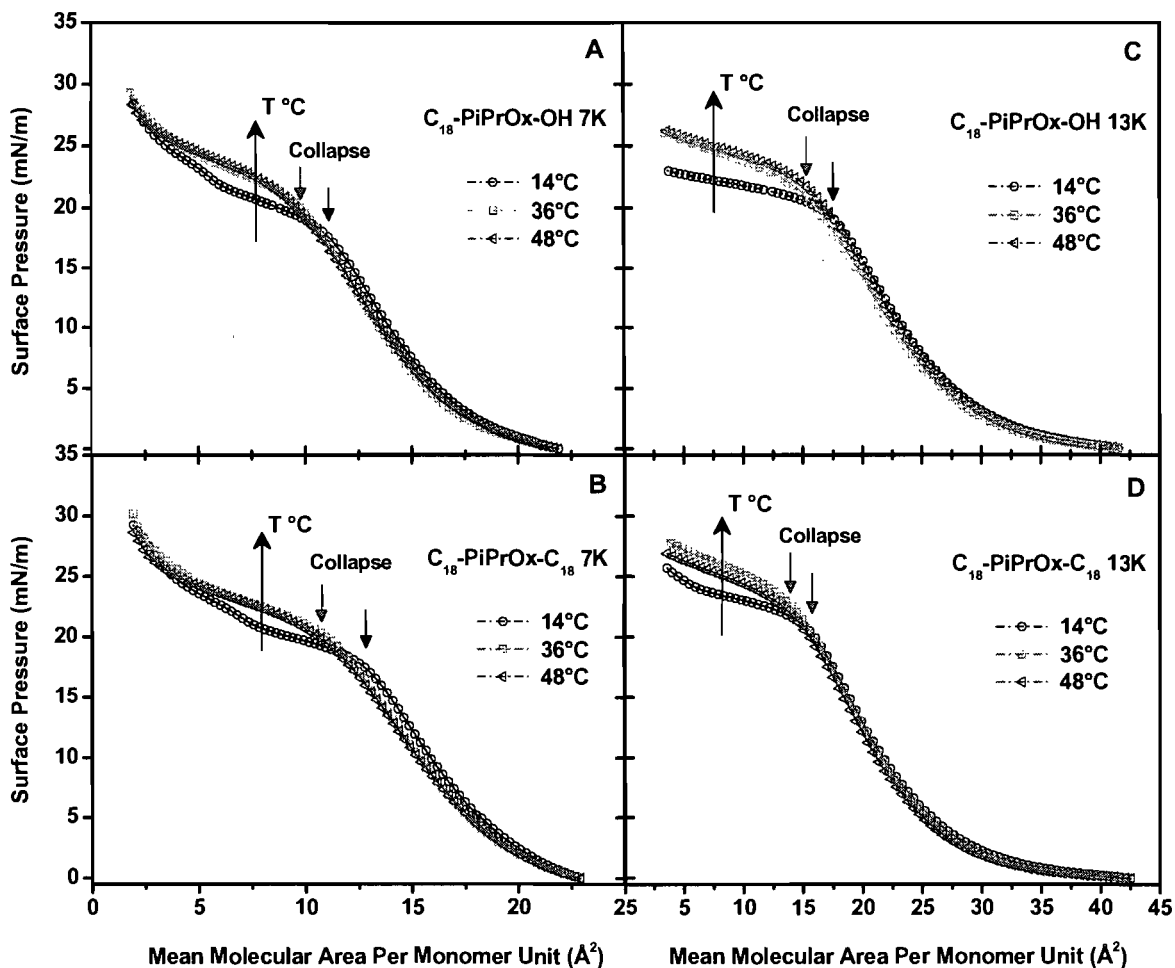 35
30
25
20
15
10
5
Surface Pressure (mN/m)
A
C₁₈-PiPrOx-OH 7K
T °C
Collapse
14°C
36°C
48°C
C
C₁₈-PiPrOx-OH 13K
T °C
Collapse
14°C
36°C
48°C
35
30
25
20
15
10
5
0
Surface Pressure (mN/m)
B
C₁₈-PiPrOx-C₁₈ 7K
T °C
Collapse
14°C
36°C
48°C
D
C₁₈-PiPrOx-C₁₈ 13K
T °C
Collapse
14°C
36°C
48°C
0 5 10 15 20 25 5 10 15 20 25 30 35 40 45
Mean Molecular Area Per Monomer Unit (Å²)
Mean Molecular Area Per Monomer Unit (Å²)